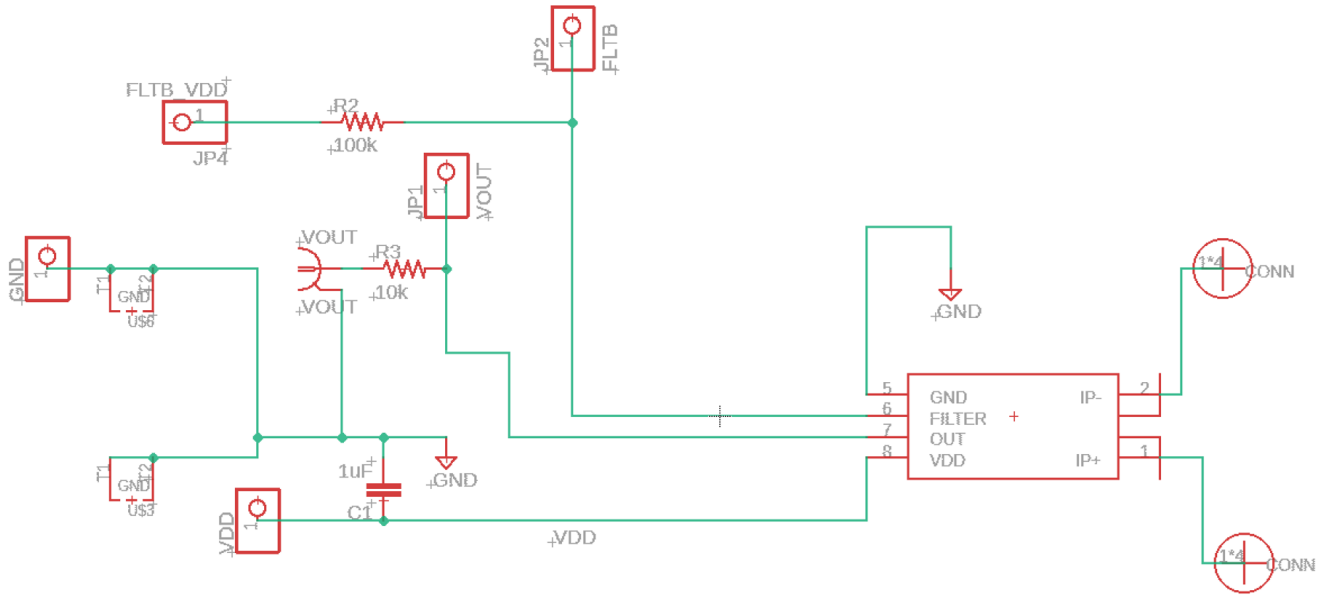 JP2
1
FLTB
FLTB_VDD
1
JP4
R2
100k
JP1
1
VOUT
GND
1
T1
T2
GND
U$6
VOUT
VOUT
R3
10k
GND
1*4
CONN
5
GND
6
FILTER
7
OUT
8
VDD
IP-
2
IP+
1
T1
T2
GND
U$3
1uF
C1
GND
VDD
1
VDD
1*4
CONN